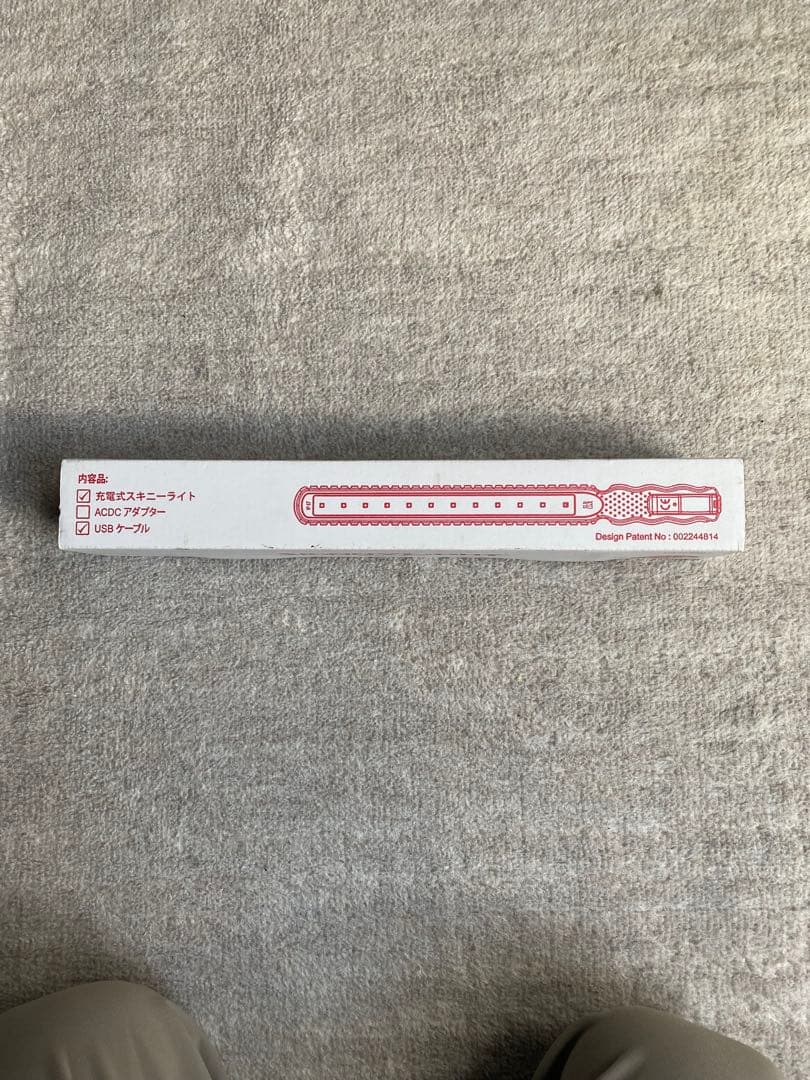 内容品:
充電式スキニーライト
ACDC アダプター
USB ケーブル
CE
Design Patent No : 002244814